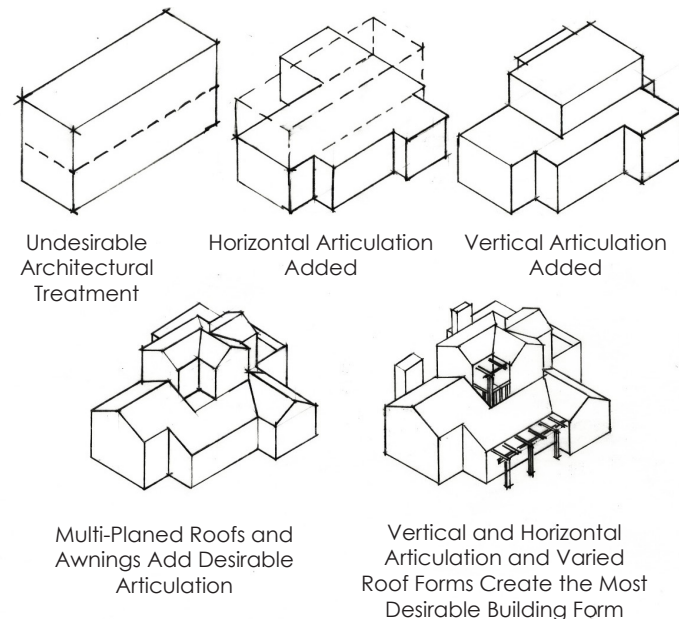 Undesirable
Architectural
Treatment
Horizontal Articulation
Added
Vertical Articulation
Added
Multi-Planed Roofs and
Awnings Add Desirable
Articulation
Vertical and Horizontal
Articulation and Varied
Roof Forms Create the Most
Desirable Building Form